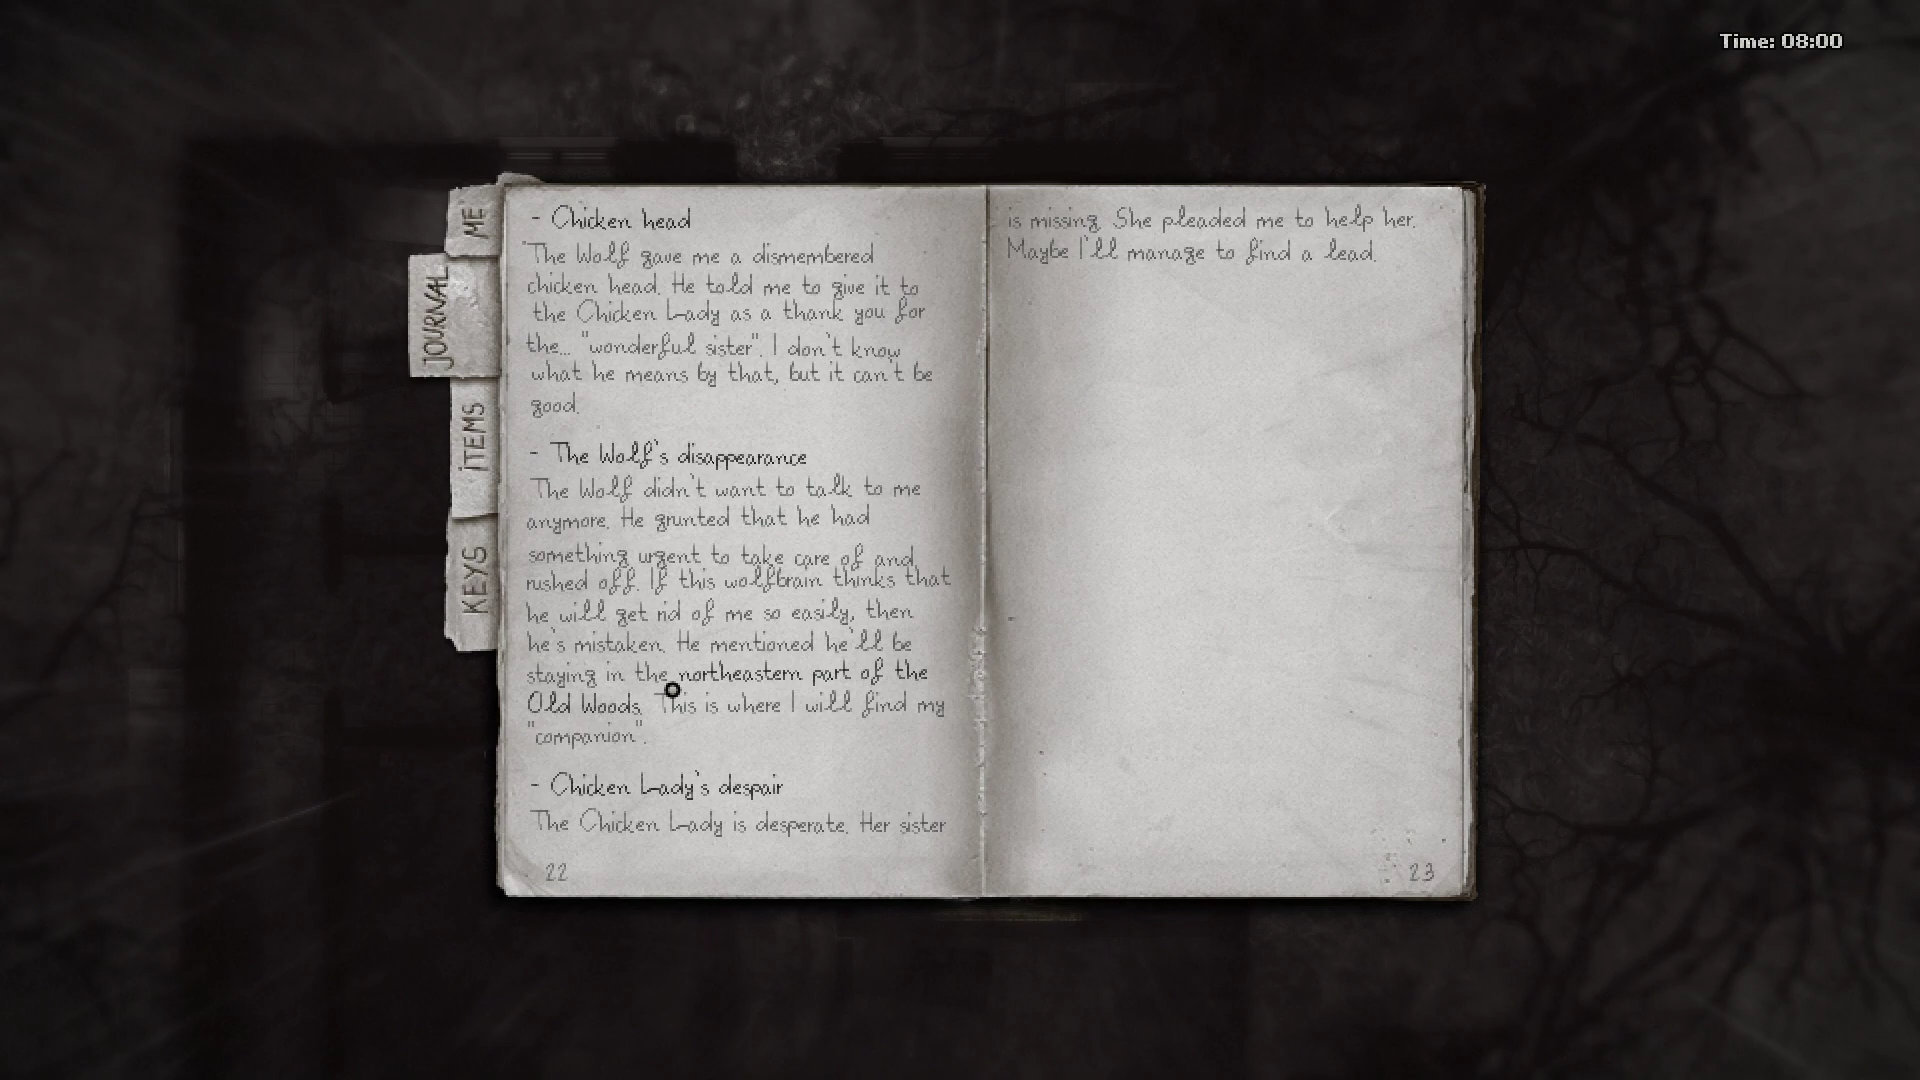 Time: 08:00
ME
JOURNAL
ITEMS
KEYS
- Chicken head
The Wolf gave me a dismembered
chicken head. He told me to give it to
the Chicken Lady as a thank you for
the... "wonderful sister". I don't know
what he means by that, but it can't be
good.
- The Wolf's disappearance
The Wolf didn't want to talk to me
anymore. He grunted that he had
something urgent to take care of and
rushed off. If this wolfbrain thinks that
he will get rid of me so easily, then
he's mistaken. He mentioned he'll be
staying in the northeastern part of the
Old Woods. This is where I will find my
"companion".
- Chicken Lady's despair
The Chicken Lady is desperate. Her sister
22
is missing. She pleaded me to help her.
Maybe I'll manage to find a lead.
23